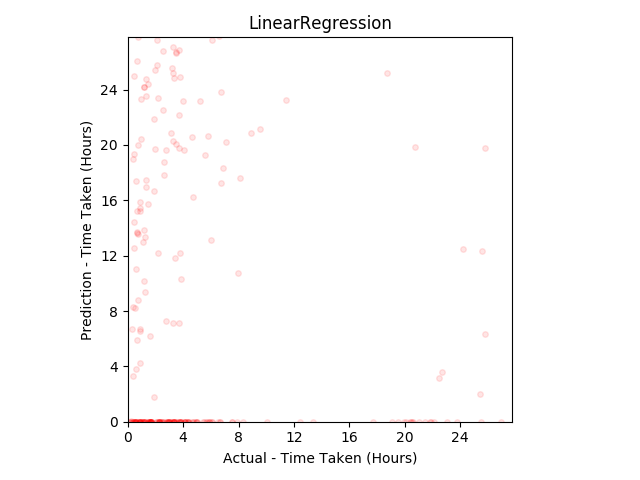 LinearRegression
Prediction - Time Taken (Hours)
24
20
16
12
8
4
0
0 4 8 12 16 20 24
Actual - Time Taken (Hours)